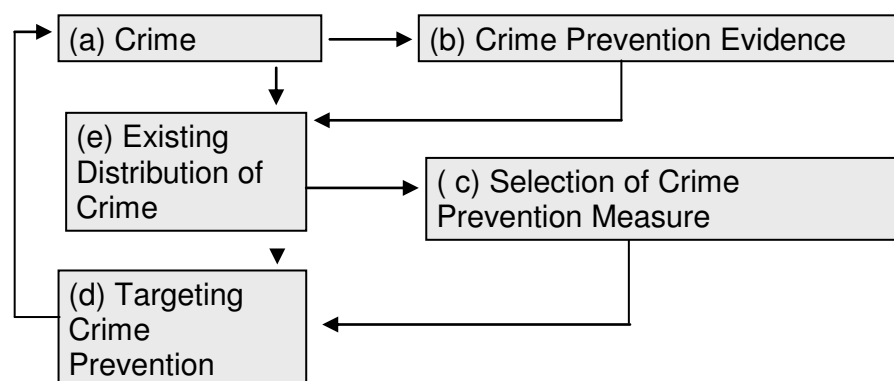 (a) Crime
(b) Crime Prevention Evidence
(e) Existing
Distribution of
Crime
( c) Selection of Crime
Prevention Measure
(d) Targeting
Crime
Prevention